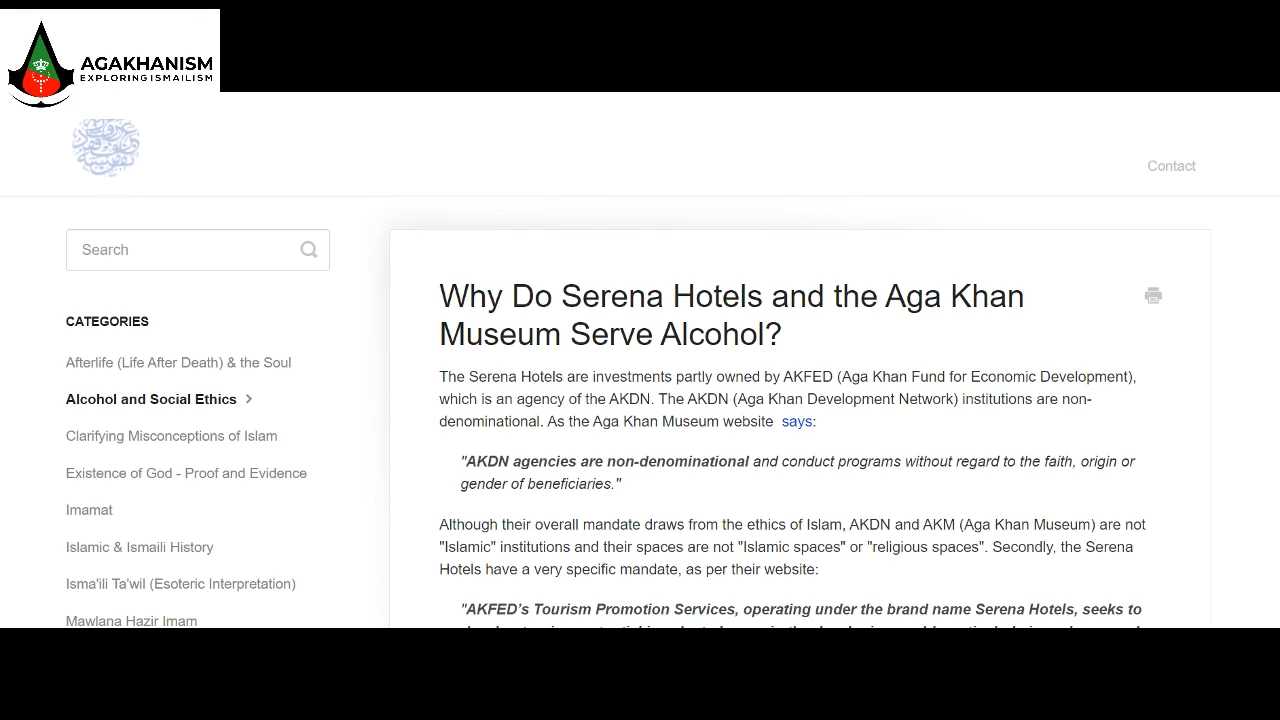 AGAKHANISM
EXPLORING ISMAILISM
Contact
Search
CATEGORIES
Afterlife (Life After Death) & the Soul
Alcohol and Social Ethics
Clarifying Misconceptions of Islam
Existence of God - Proof and Evidence
Imamat
Islamic & Ismaili History
Isma'ili Ta'wil (Esoteric Interpretation)
Mawlana Hazir Imam
Why Do Serena Hotels and the Aga Khan
Museum Serve Alcohol?
The Serena Hotels are investments partly owned by AKFED (Aga Khan Fund for Economic Development),
which is an agency of the AKDN. The AKDN (Aga Khan Development Network) institutions are non-
denominational. As the Aga Khan Museum website says:
"AKDN agencies are non-denominational and conduct programs without regard to the faith, origin or
gender of beneficiaries."
Although their overall mandate draws from the ethics of Islam, AKDN and AKM (Aga Khan Museum) are not
"Islamic" institutions and their spaces are not "Islamic spaces" or "religious spaces". Secondly, the Serena
Hotels have a very specific mandate, as per their website:
"AKFED's Tourism Promotion Services, operating under the brand name Serena Hotels, seeks to